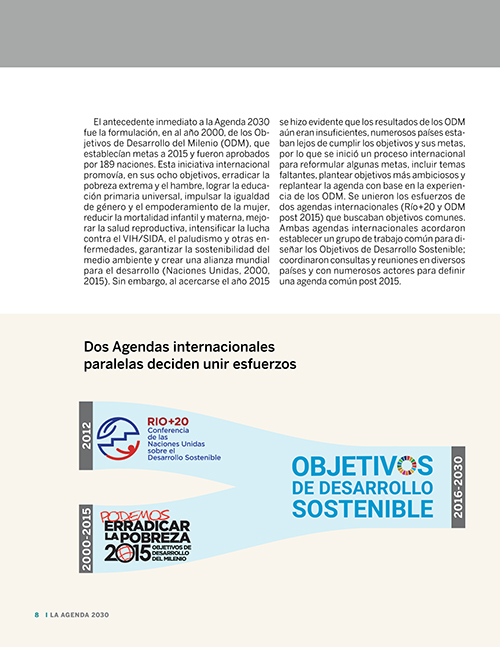 El antecedente inmediato a la Agenda 2030
fue la formulación, en al año 2000, de los Ob-
jetivos de Desarrollo del Milenio (ODM), que
establecían metas a 2015 y fueron aprobados
por 189 naciones. Esta iniciativa internacional
promovía, en sus ocho objetivos, erradicar la
pobreza extrema y el hambre, lograr la educa-
ción primaria universal, impulsar la igualdad
de género y el empoderamiento de la mujer,
reducir la mortalidad infantil y materna, mejo-
rar la salud reproductiva, intensificar la lucha
contra el VIH/SIDA, el paludismo y otras en-
fermedades, garantizar la sostenibilidad del
medio ambiente y crear una alianza mundial
para el desarrollo (Naciones Unidas, 2000,
2015). Sin embargo, al acercarse el año 2015
se hizo evidente que los resultados de los ODM
aún eran insuficientes, numerosos países esta-
ban lejos de cumplir los objetivos y sus metas,
por lo que se inició un proceso internacional
para reformular algunas metas, incluir temas
faltantes, plantear objetivos más ambiciosos y
replantear la agenda con base en la experien-
cia de los ODM. Se unieron los esfuerzos de
dos agendas internacionales (Río+20 y ODM
post 2015) que buscaban objetivos comunes.
Ambas agendas internacionales acordaron
establecer un grupo de trabajo común para di-
señar los Objetivos de Desarrollo Sostenible;
coordinaron consultas y reuniones en diversos
países y con numerosos actores para definir
una agenda común post 2015.
Dos Agendas internacionales
paralelas deciden unir esfuerzos
2012
RIO+20
Conferencia
de las
Naciones Unidas
sobre el
Desarrollo Sostenible
2000-2015
PODEMOS
ERRADICAR
LA POBREZA
2015
OBJETIVOS DE
DESARROLLO
DEL MILENIO
OBJETIVOS
DE DESARROLLO
SOSTENIBLE
2016-2030
8 | LA AGENDA 2030